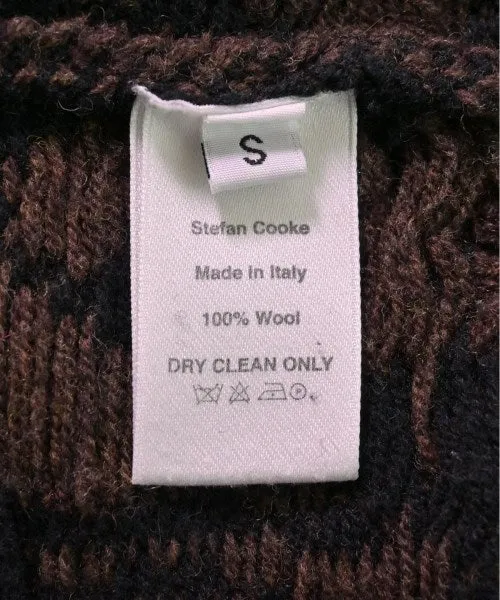 S
Stefan Cooke
Made in Italy
100% Wool
DRY CLEAN ONLY